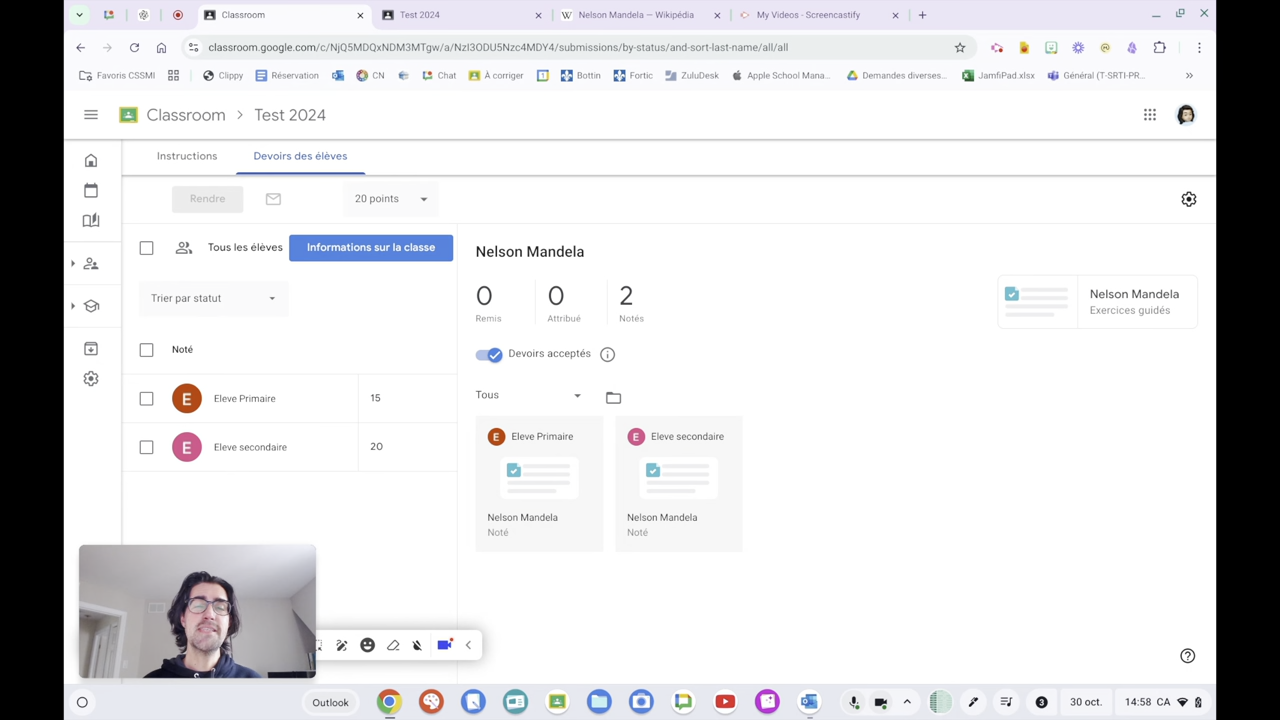 Classroom
Test 2024
Nelson Mandela — Wikipédia
My Videos - Screencastify
classroom.google.com/c/NjQ5MDQxNDM3MTgw/a/NzI3ODU5Nzc4MDY4/submissions/by-status/and-sort-last-name/all/all
Favoris CSSMI
Clippy
Réservation
CN
Chat
À corriger
Bottin
Fortic
ZuluDesk
Apple School Mana...
Demandes diverses...
JamfiPad.xlsx
Général (T-SRTI-PR...
Classroom > Test 2024
Instructions
Devoirs des élèves
Rendre
20 points
Tous les élèves
Informations sur la classe
Trier par statut
Noté
E Eleve Primaire 15
E Eleve secondaire 20
Nelson Mandela
0 0 2
Remis Attribué Notés
Devoirs acceptés
Tous
E Eleve Primaire
Nelson Mandela
Noté
E Eleve secondaire
Nelson Mandela
Noté
Nelson Mandela
Exercices guidés
Outlook
3
30 oct.
14:58 CA